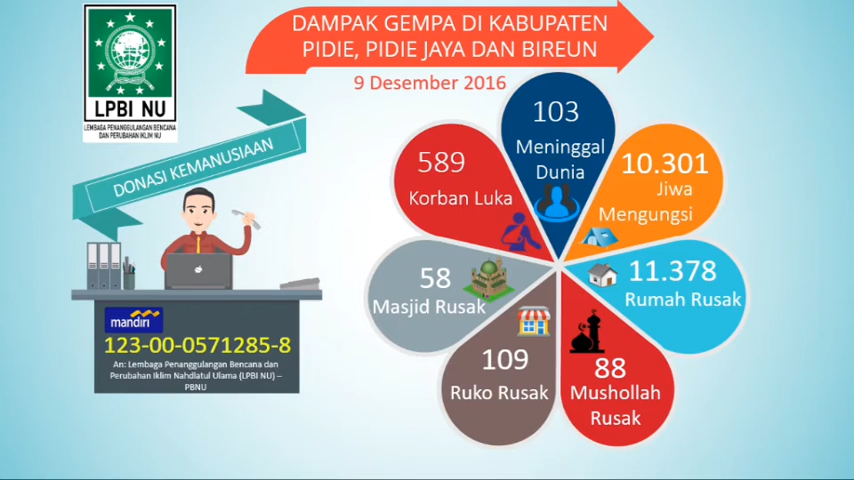 LPBI NU
LEMBAGA PENANGGULANGAN BENCANA
DAN PERUBAHAN IKLIM NU
DAMPAK GEMPA DI KABUPATEN
PIDIE, PIDIE JAYA DAN BIREUN
9 Desember 2016
DONASI KEMANUSIAAN
mandiri
123-00-0571285-8
An: Lembaga Penanggulangan Bencana dan
Perubahan Iklim Nahdlatul Ulama (LPBI NU) –
PBNU
103
Meninggal
Dunia
10.301
Jiwa
Mengungsi
11.378
Rumah Rusak
88
Mushollah
Rusak
109
Ruko Rusak
58
Masjid Rusak
589
Korban Luka